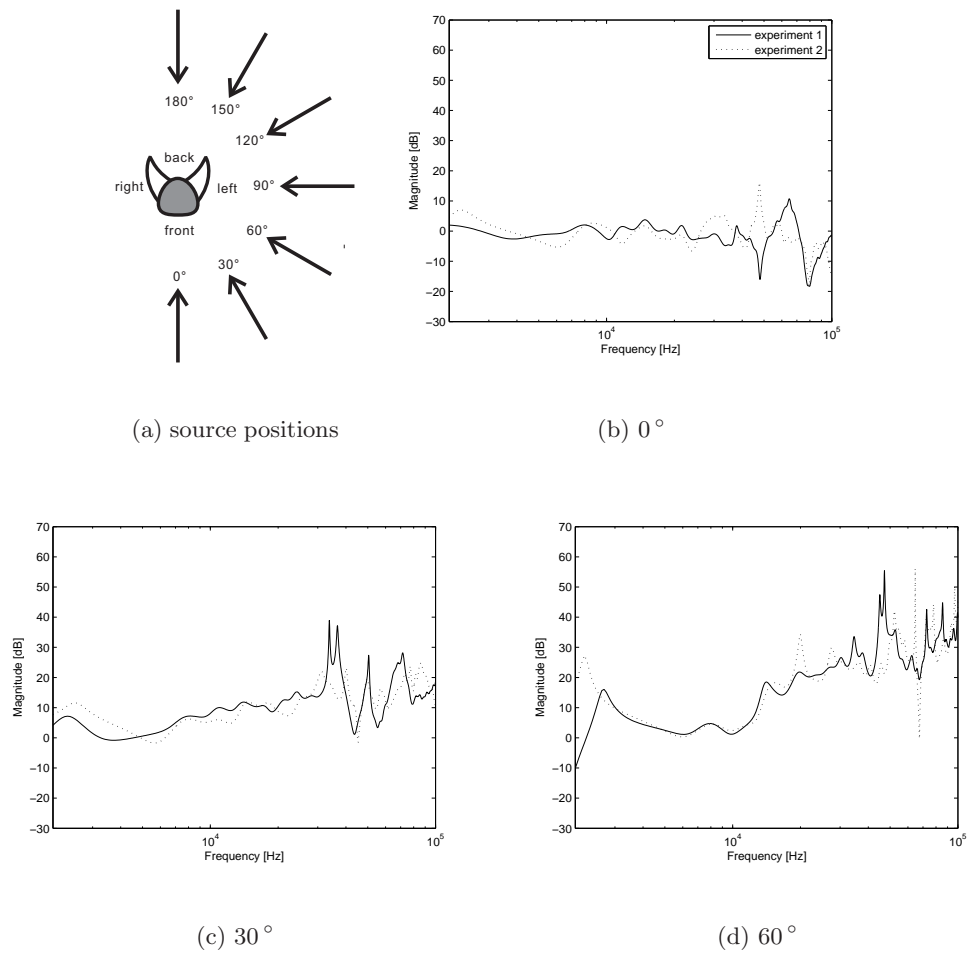 180°
150°
120°
back
right
left
90°
front
60°
30°
0°
(a) source positions
70
60
50
40
30
20
10
0
−10
−20
−30
Magnitude [dB]
experiment 1
experiment 2
10^4
10^5
Frequency [Hz]
(b) 0°
70
60
50
40
30
20
10
0
−10
−20
−30
Magnitude [dB]
10^4
10^5
Frequency [Hz]
(c) 30°
70
60
50
40
30
20
10
0
−10
−20
−30
Magnitude [dB]
10^4
10^5
Frequency [Hz]
(d) 60°